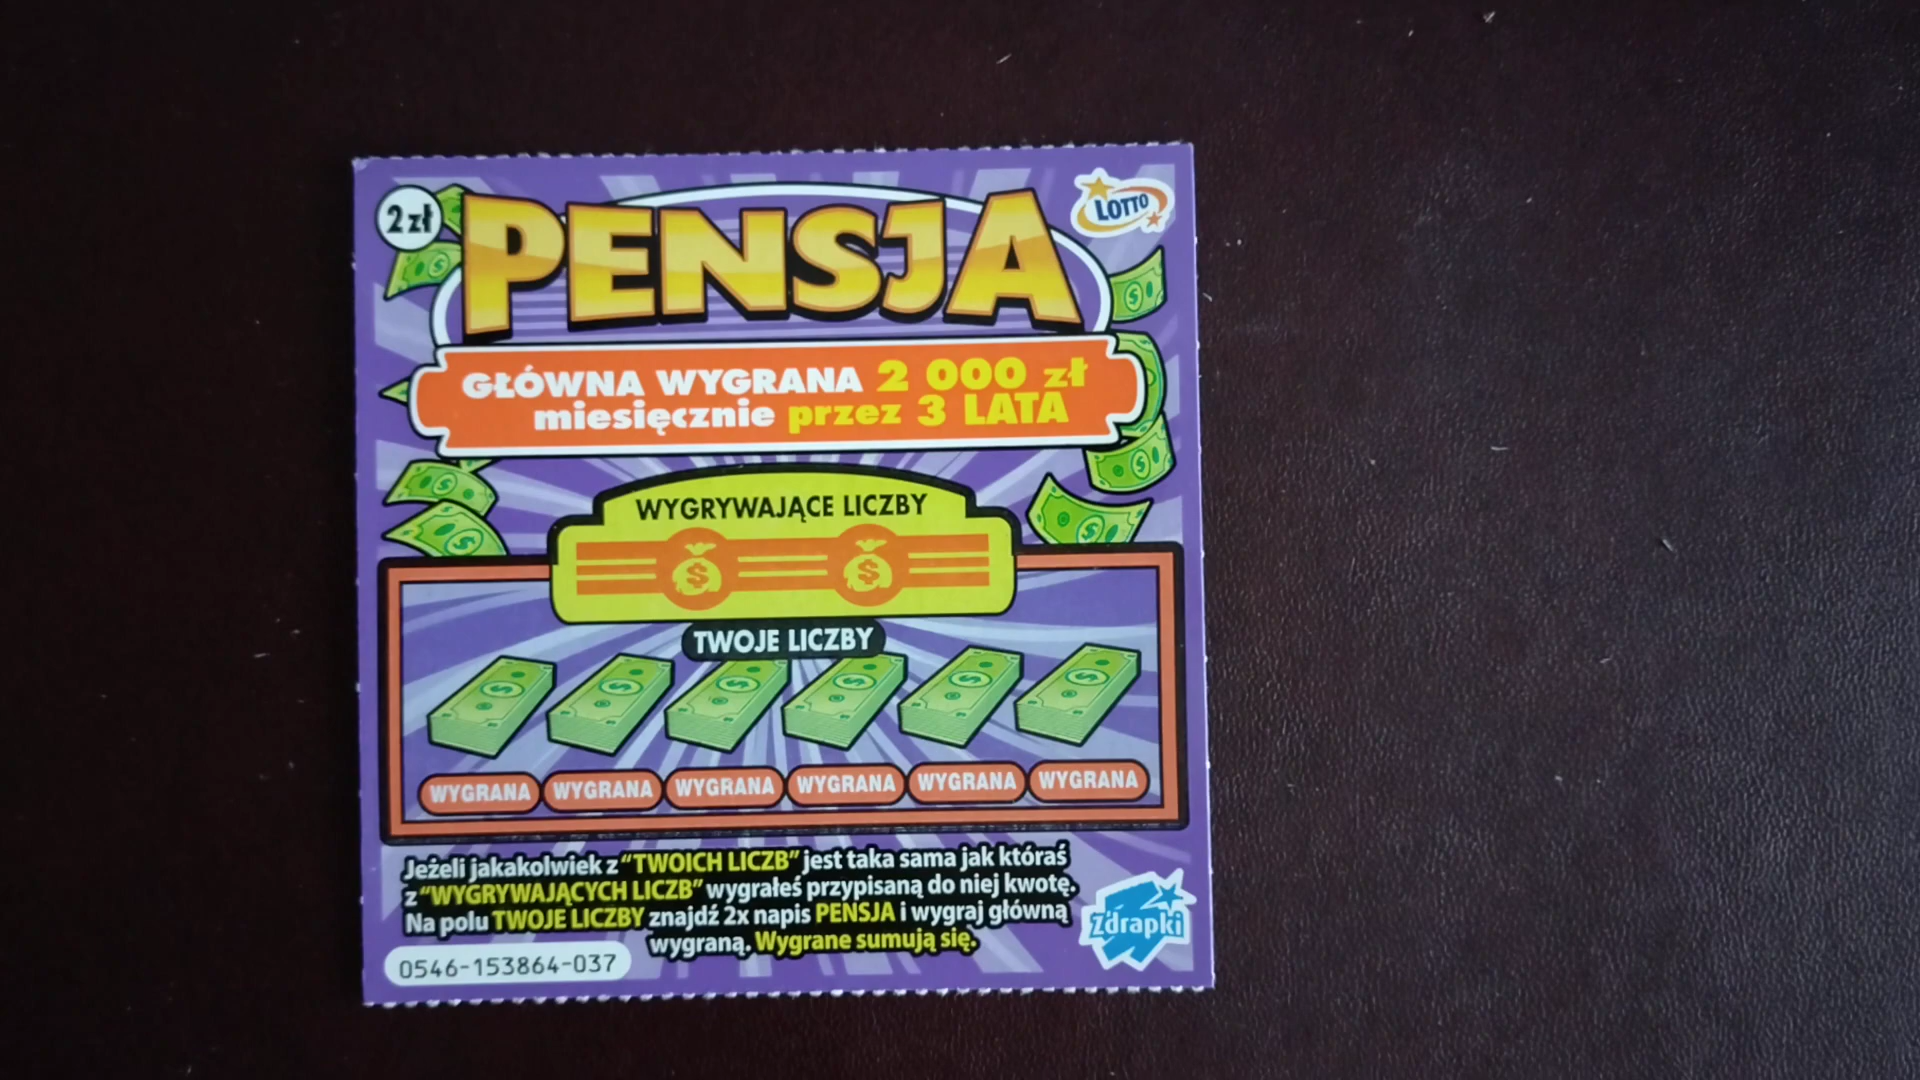 2 zł
PENSJA
LOTTO
GŁÓWNA WYGRANA 2 000 zł
miesięcznie przez 3 LATA
WYGRYWAJĄCE LICZBY
TWOJE LICZBY
WYGRANA WYGRANA WYGRANA WYGRANA WYGRANA WYGRANA
Jeżeli jakakolwiek z "TWOICH LICZB" jest taka sama jak któraś
z "WYGRYWAJĄCYCH LICZB" wygrałeś przypisaną do niej kwotę.
Na polu TWOJE LICZBY znajdź 2x napis PENSJA i wygraj główną
wygraną. Wygrane sumują się.
Zdrapki
0546-153864-037